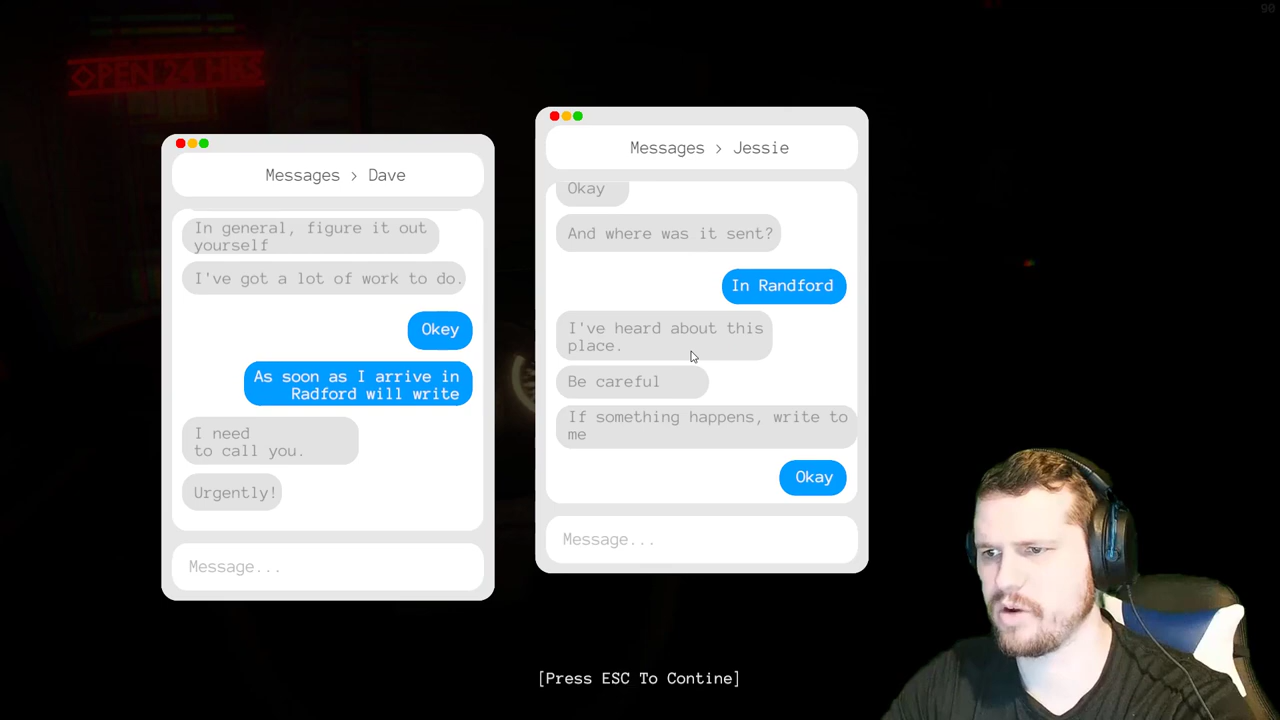 90
OPEN 24 HRS
Messages > Dave
In general, figure it out
yourself
I've got a lot of work to do.
Okey
As soon as I arrive in
Radford will write
I need
to call you.
Urgently!
Message...
Messages > Jessie
Okay
And where was it sent?
In Randford
I've heard about this
place.
Be careful
If something happens, write to
me
Okay
Message...
[Press ESC To Contine]